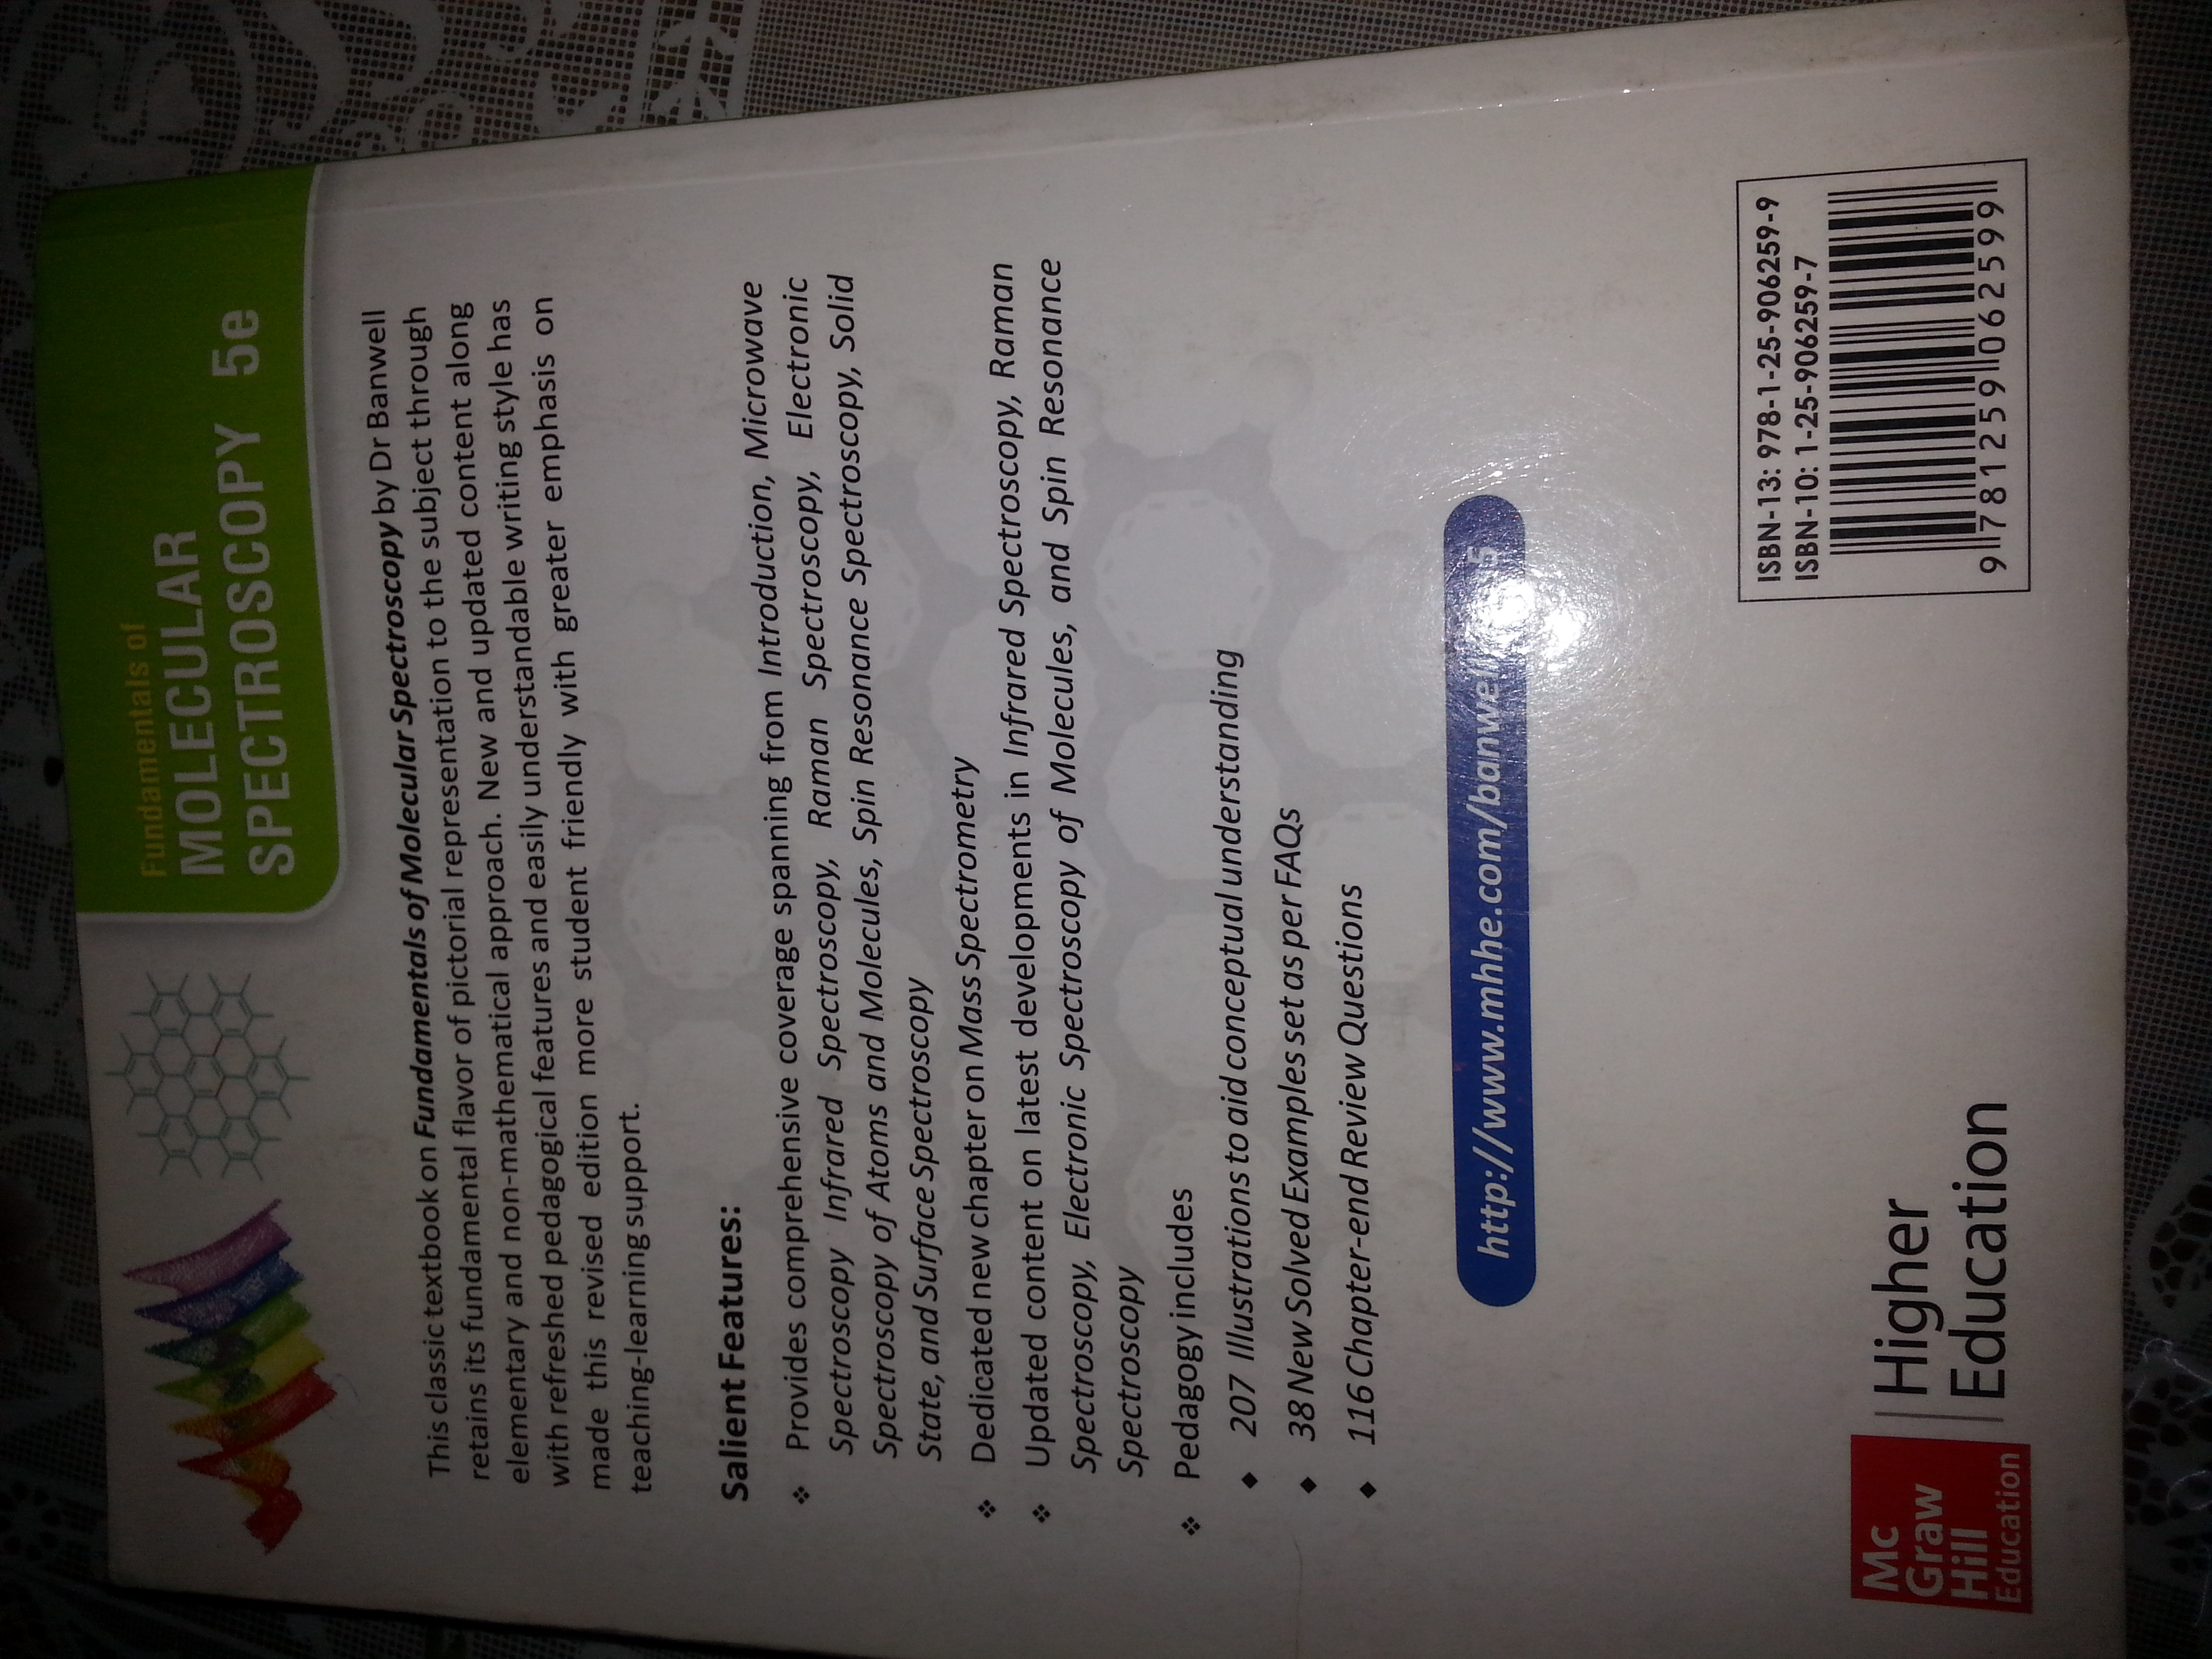 Fundamentals of
MOLECULAR
SPECTROSCOPY 5e
This classic textbook on Fundamentals of Molecular Spectroscopy by Dr Banwell
retains its fundamental flavor of pictorial representation to the subject through
elementary and non-mathematical approach. New and updated content along
with refreshed pedagogical features and easily understandable writing style has
made this revised edition more student friendly with greater emphasis on
teaching-learning support.
Salient Features:
❖ Provides comprehensive coverage spanning from Introduction, Microwave
Spectroscopy Infrared Spectroscopy, Raman Spectroscopy, Electronic
Spectroscopy of Atoms and Molecules, Spin Resonance Spectroscopy, Solid
State, and Surface Spectroscopy
❖ Dedicated new chapter on Mass Spectrometry
❖ Updated content on latest developments in Infrared Spectroscopy, Raman
Spectroscopy, Electronic Spectroscopy of Molecules, and Spin Resonance
Spectroscopy
❖ Pedagogy includes
◆ 207 Illustrations to aid conceptual understanding
◆ 38 New Solved Examples set as per FAQs
◆ 116 Chapter-end Review Questions
ISBN-13: 978-1-25-906259-9
ISBN-10: 1-25-906259-7
9 781259 062599
Mc
Graw
Hill
Education
Higher
Education